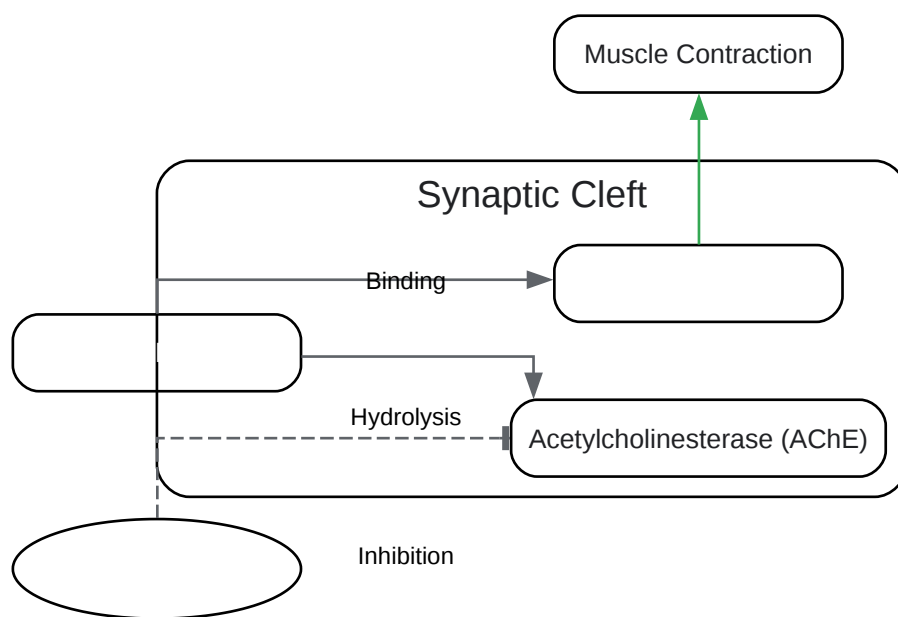 Muscle Contraction
Synaptic Cleft
Binding
Hydrolysis
Acetylcholinesterase (AChE)
Inhibition